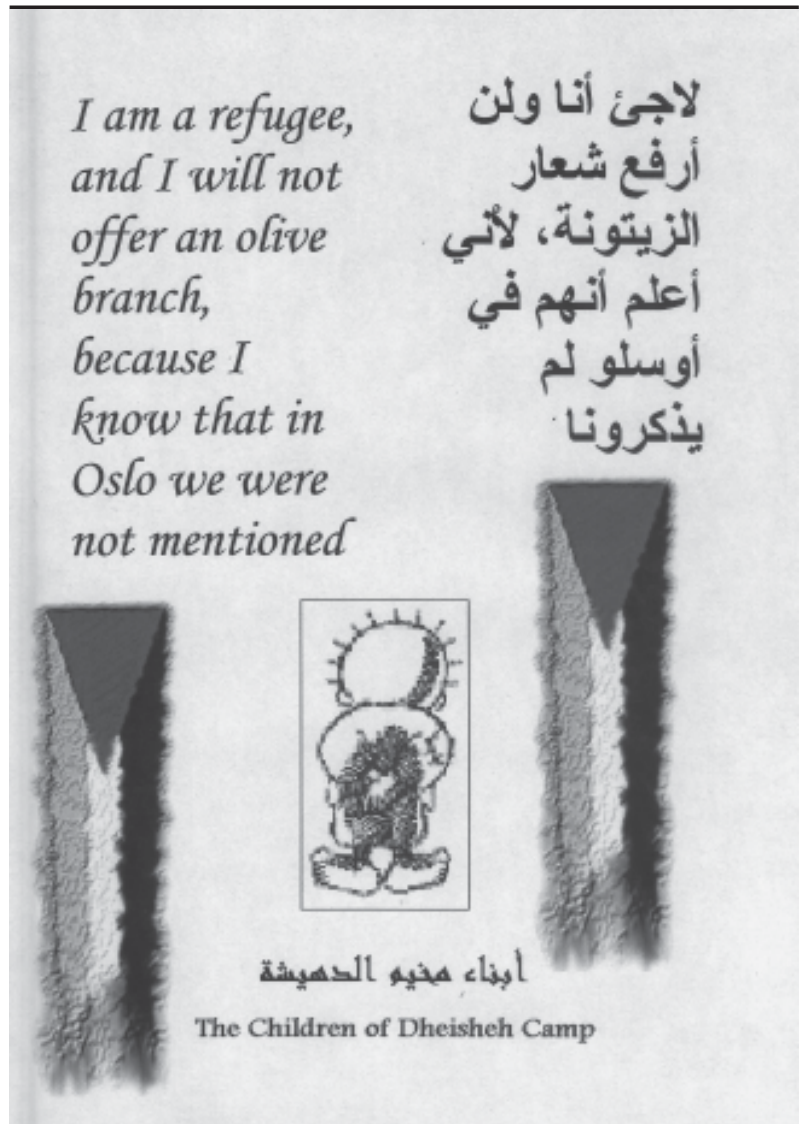 I am a refugee,
and I will not
offer an olive
branch,
because I
know that in
Oslo we were
not mentioned
لاجئ أنا ولن
أرفع شعار
الزيتونة، لأني
أعلم أنهم في
أوسلو لم
يذكرونا
أبناء مخيم الدهيشة
The Children of Dheisheh Camp